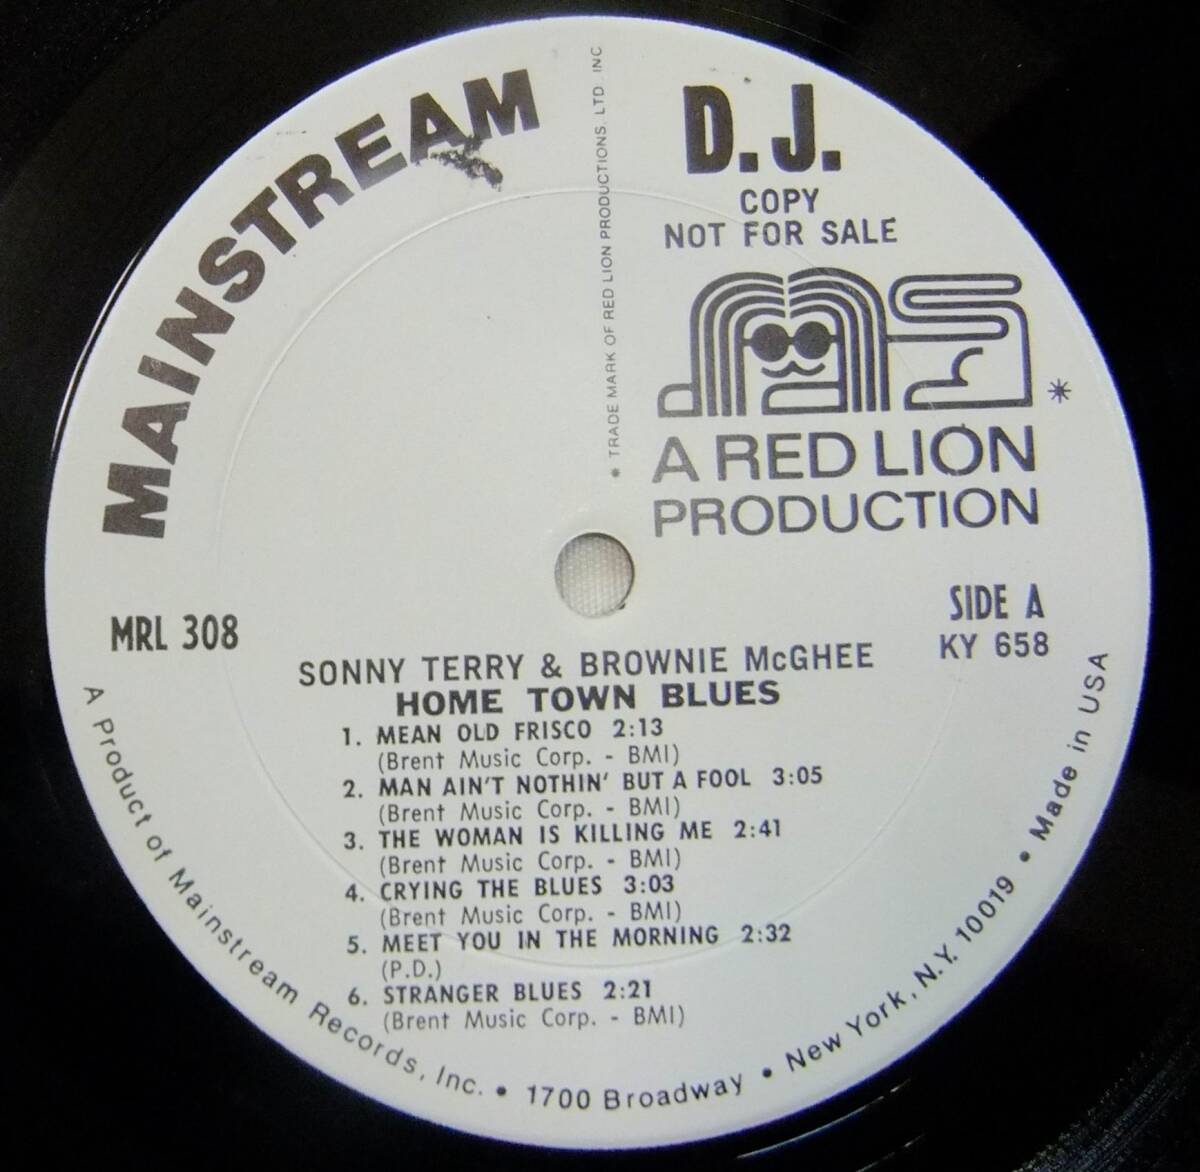 MAINSTREAM
* TRADE MARK OF RED LION PRODUCTIONS, LTD. INC
D.J.
COPY
NOT FOR SALE
*
A RED LION
PRODUCTION
MRL 308
SIDE A
KY 658
SONNY TERRY & BROWNIE McGHEE
HOME TOWN BLUES
1. MEAN OLD FRISCO 2:13
(Brent Music Corp. - BMI)
2. MAN AIN'T NOTHIN' BUT A FOOL 3:05
(Brent Music Corp. - BMI)
3. THE WOMAN IS KILLING ME 2:41
(Brent Music Corp. - BMI)
4. CRYING THE BLUES 3:03
(Brent Music Corp. - BMI)
5. MEET YOU IN THE MORNING 2:32
(P.D.)
6. STRANGER BLUES 2:21
(Brent Music Corp. - BMI)
A Product of Mainstream Records, Inc. • 1700 Broadway • New York, N.Y. 10019 • Made in USA